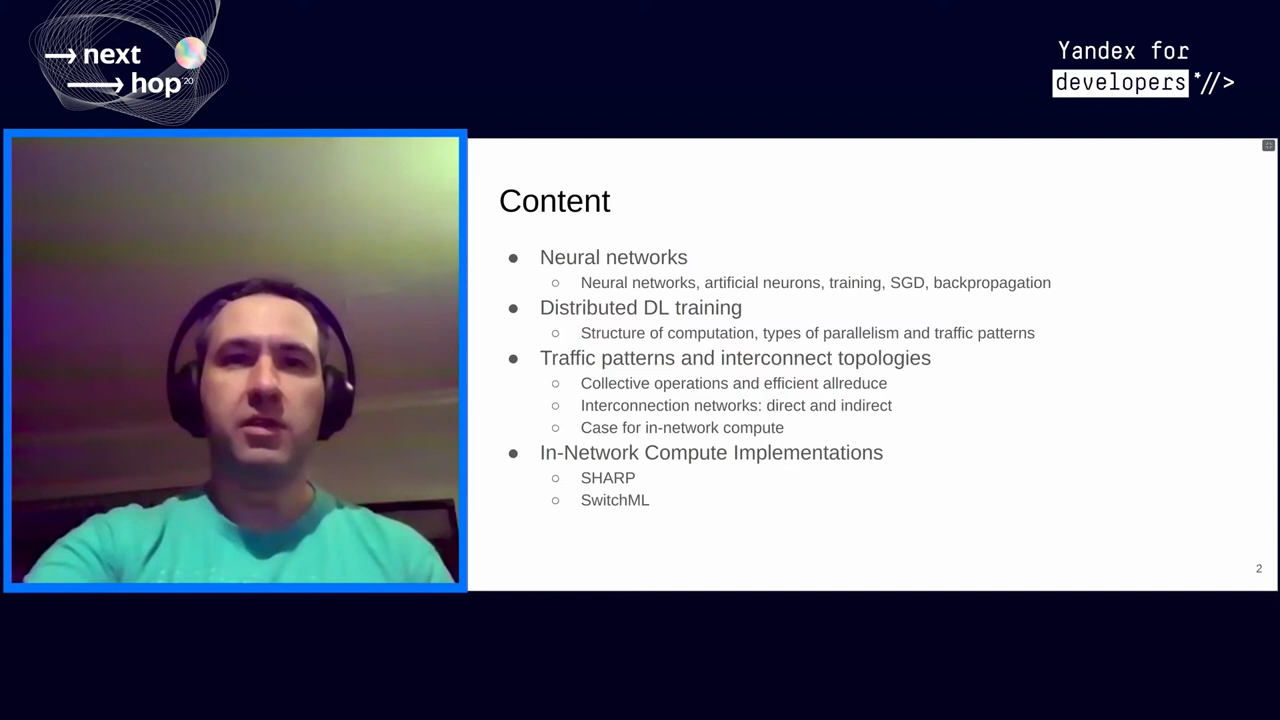 next
hop '20
Yandex for
developers *//>
Content
● Neural networks
○ Neural networks, artificial neurons, training, SGD, backpropagation
● Distributed DL training
○ Structure of computation, types of parallelism and traffic patterns
● Traffic patterns and interconnect topologies
○ Collective operations and efficient allreduce
○ Interconnection networks: direct and indirect
○ Case for in-network compute
● In-Network Compute Implementations
○ SHARP
○ SwitchML
2